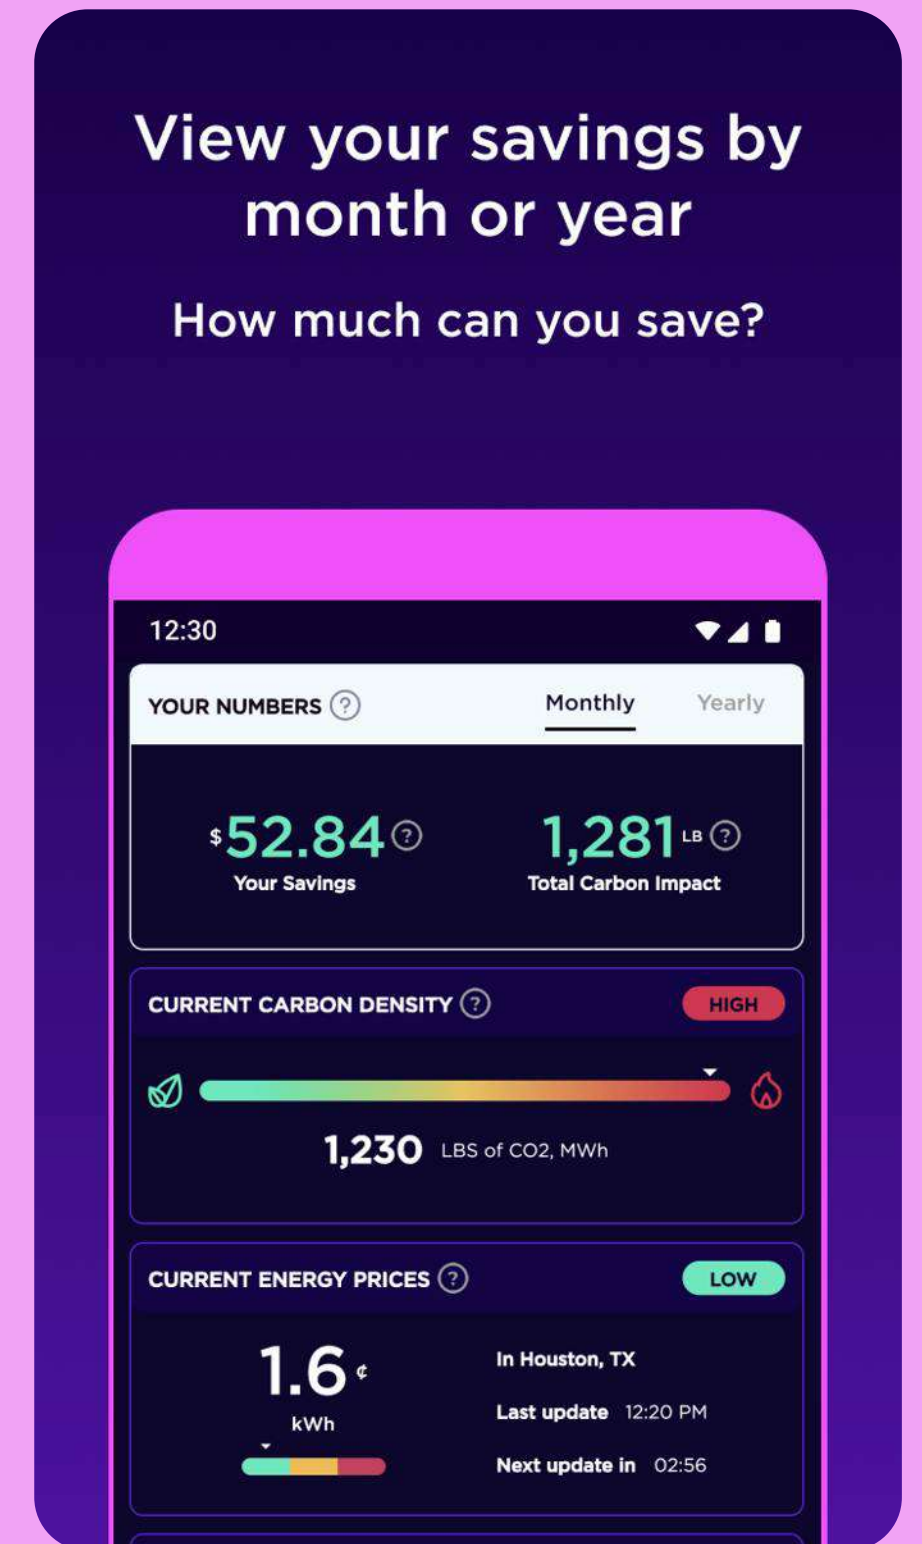 View your savings by
month or year
How much can you save?
12:30
YOUR NUMBERS ? Monthly Yearly
$52.84 ? 1,281 LB ?
Your Savings Total Carbon Impact
CURRENT CARBON DENSITY ? HIGH
1,230 LBS of CO2, MWh
CURRENT ENERGY PRICES ? LOW
1.6 ¢ In Houston, TX
kWh Last update 12:20 PM
Next update in 02:56